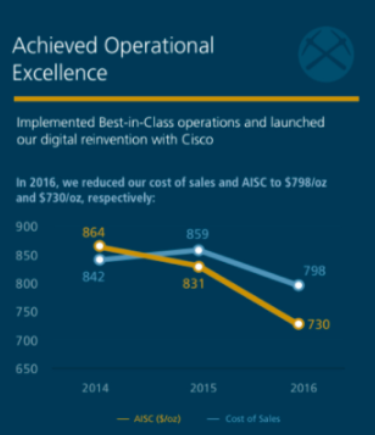 Achieved Operational
Excellence
Implemented Best-in-Class operations and launched
our digital reinvention with Cisco
In 2016, we reduced our cost of sales and AISC to $798/oz
and $730/oz, respectively:
900
850
800
750
700
650
864
842
859
831
798
730
2014 2015 2016
AISC ($/oz) Cost of Sales